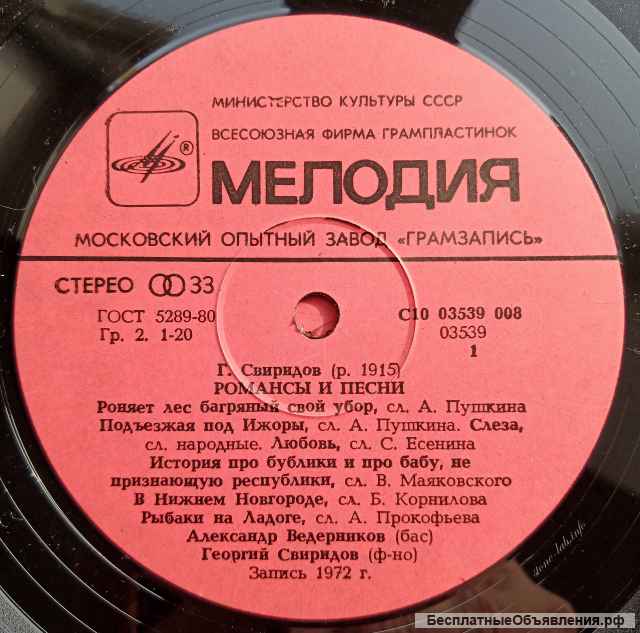 МИНИСТЕРСТВО КУЛЬТУРЫ СССР
ВСЕСОЮЗНАЯ ФИРМА ГРАМПЛАСТИНОК
®
МЕЛОДИЯ
МОСКОВСКИЙ ОПЫТНЫЙ ЗАВОД «ГРАМЗАПИСЬ»
СТЕРЕО 33
ГОСТ 5289-80
Гр. 2. 1-20
С10 03539 008
03539
1
Г. Свиридов (р. 1915)
РОМАНСЫ И ПЕСНИ
Роняет лес багряный свой убор, сл. А. Пушкина
Подъезжая под Ижоры, сл. А. Пушкина. Слеза,
сл. народные. Любовь, сл. С. Есенина
История про бублики и про бабу, не
признающую республики, сл. В. Маяковского
В Нижнем Новгороде, сл. Б. Корнилова
Рыбаки на Ладоге, сл. А. Прокофьева
Александр Ведерников (бас)
Георгий Свиридов (ф-но)
Запись 1972 г.
БесплатныеОбъявления.рф